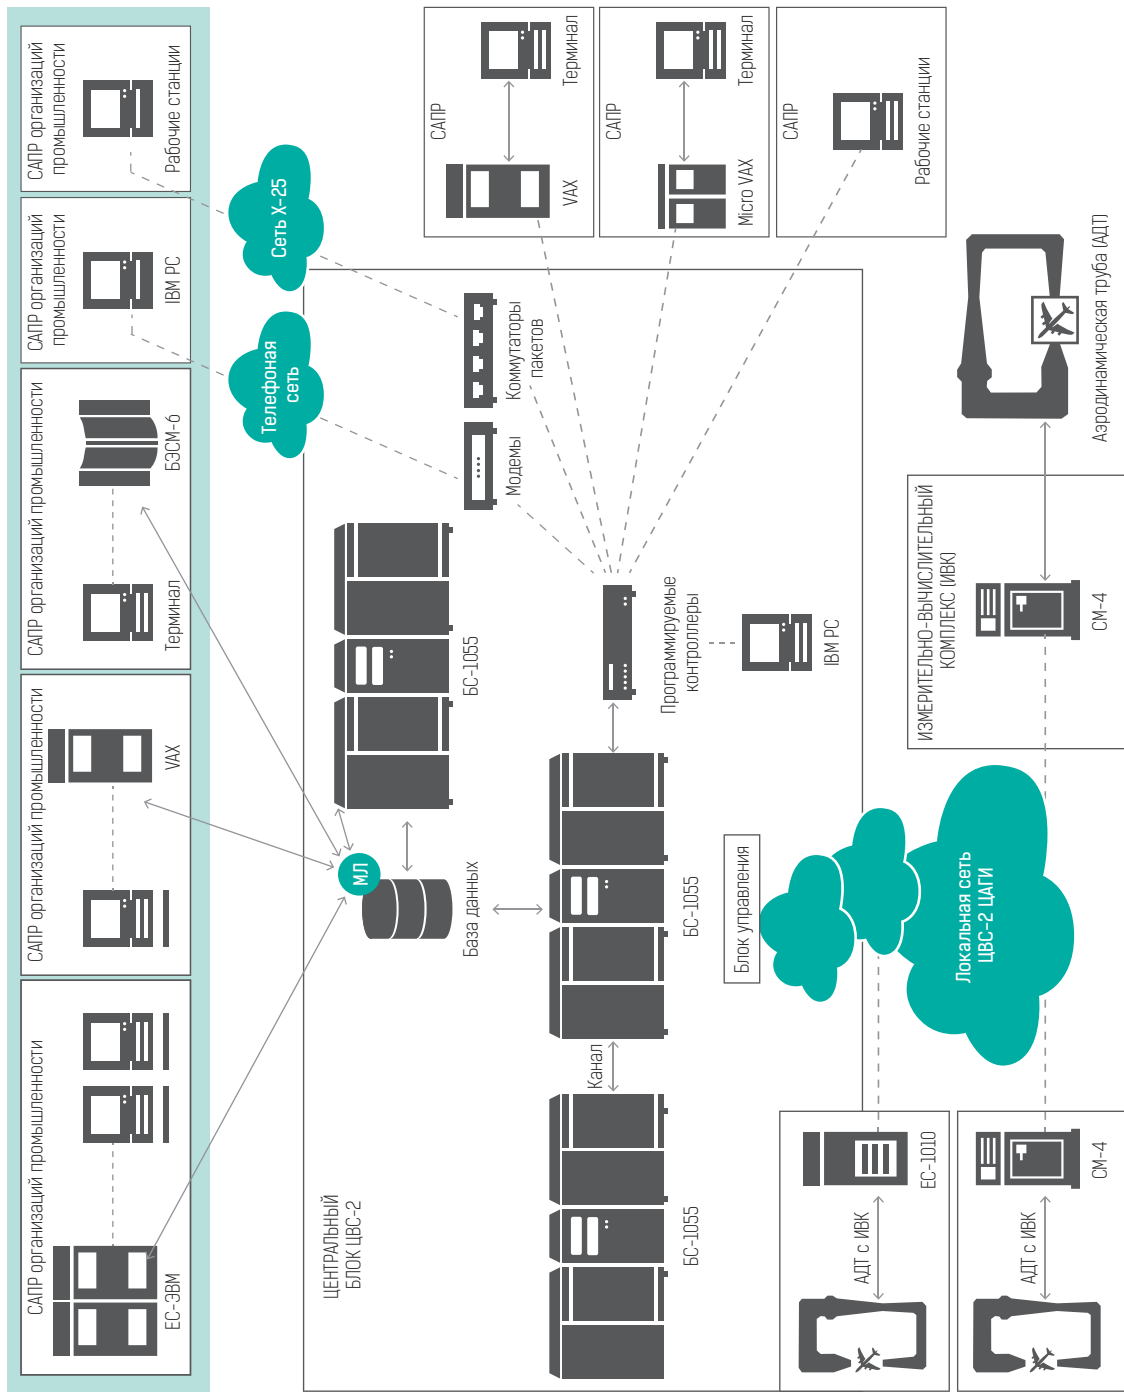 САПР организаций промышленности
ЕС-ЭВМ
САПР организаций промышленности
VAX
САПР организаций промышленности
Терминал
БЭСМ-6
САПР организаций
промышленности
IBM PC
САПР организаций
промышленности
Рабочие станции
Телефоная
сеть
Сеть X-25
ЦЕНТРАЛЬНЫЙ
БЛОК ЦВС-2
МЛ
База данных
БС-1055
Модемы
Коммутаторы
пакетов
САПР
VAX
Терминал
САПР
Micro VAX
Терминал
САПР
Рабочие станции
БС-1055
Канал
БС-1055
Программируемые
контроллеры
IBM PC
Блок управления
АДТ с ИВК
ЕС-1010
Локальная сеть
ЦВС-2 ЦАГИ
ИЗМЕРИТЕЛЬНО-ВЫЧИСЛИТЕЛЬНЫЙ
КОМПЛЕКС (ИВК)
СМ-4
Аэродинамическая труба (АДТ)
АДТ с ИВК
СМ-4